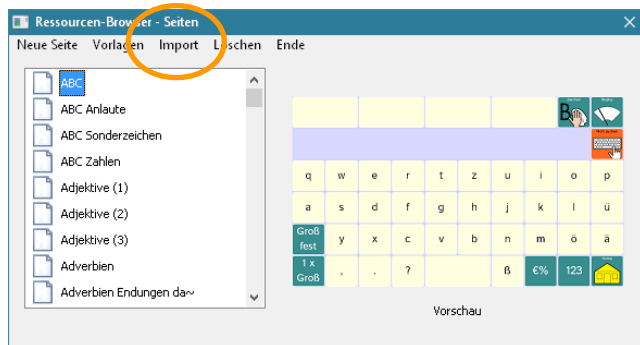 Ressourcen-Browser - Seiten
Neue Seite Vorlagen Import Löschen Ende
ABC
ABC Anlaute
ABC Sonderzeichen
ABC Zahlen
Adjektive (1)
Adjektive (2)
Adjektive (3)
Adverbien
Adverbien Endungen da~
B
q w e r t z u i o p
a s d f g h j k l ü
Groß fest y x c v b n m ö ä
1 x Groß , . ? ß €% 123
Vorschau